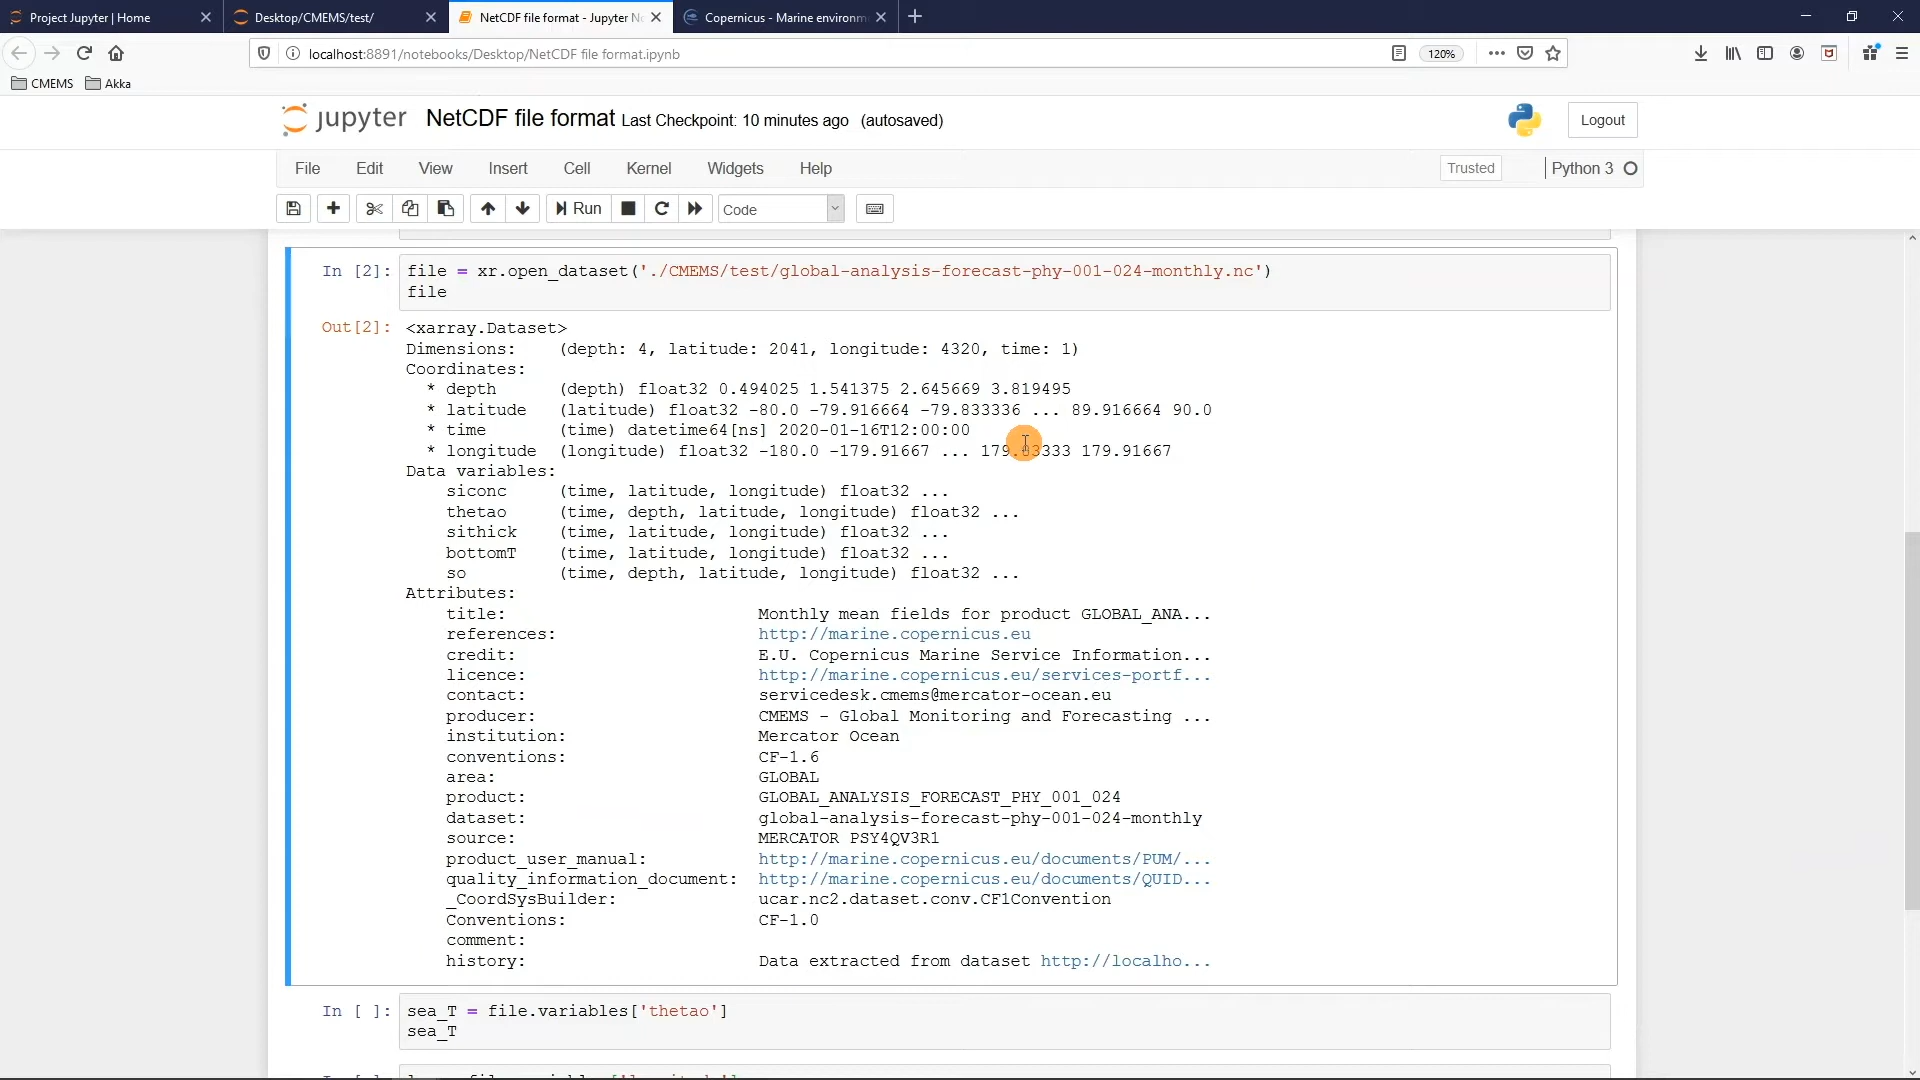 Project Jupyter | Home
Desktop/CMEMS/test/
NetCDF file format - Jupyter No
Copernicus - Marine environm
localhost:8891/notebooks/Desktop/NetCDF file format.ipynb
120%
CMEMS
Akka
jupyter
NetCDF file format
Last Checkpoint: 10 minutes ago (autosaved)
Logout
File
Edit
View
Insert
Cell
Kernel
Widgets
Help
Trusted
Python 3
Run
Code
In [2]: file = xr.open_dataset('./CMEMS/test/global-analysis-forecast-phy-001-024-monthly.nc')
file
Out[2]: <xarray.Dataset>
Dimensions: (depth: 4, latitude: 2041, longitude: 4320, time: 1)
Coordinates:
* depth (depth) float32 0.494025 1.541375 2.645669 3.819495
* latitude (latitude) float32 -80.0 -79.916664 -79.833336 ... 89.916664 90.0
* time (time) datetime64[ns] 2020-01-16T12:00:00
* longitude (longitude) float32 -180.0 -179.91667 ... 179.83333 179.91667
Data variables:
siconc (time, latitude, longitude) float32 ...
thetao (time, depth, latitude, longitude) float32 ...
sithick (time, latitude, longitude) float32 ...
bottomT (time, latitude, longitude) float32 ...
so (time, depth, latitude, longitude) float32 ...
Attributes:
title: Monthly mean fields for product GLOBAL_ANA...
references: http://marine.copernicus.eu
credit: E.U. Copernicus Marine Service Information...
licence: http://marine.copernicus.eu/services-portf...
contact: servicedesk.cmems@mercator-ocean.eu
producer: CMEMS - Global Monitoring and Forecasting ...
institution: Mercator Ocean
conventions: CF-1.6
area: GLOBAL
product: GLOBAL_ANALYSIS_FORECAST_PHY_001_024
dataset: global-analysis-forecast-phy-001-024-monthly
source: MERCATOR PSY4QV3R1
product_user_manual: http://marine.copernicus.eu/documents/PUM/...
quality_information_document: http://marine.copernicus.eu/documents/QUID...
_CoordSysBuilder: ucar.nc2.dataset.conv.CF1Convention
Conventions: CF-1.0
comment:
history: Data extracted from dataset http://localho...
In [ ]: sea_T = file.variables['thetao']
sea_T